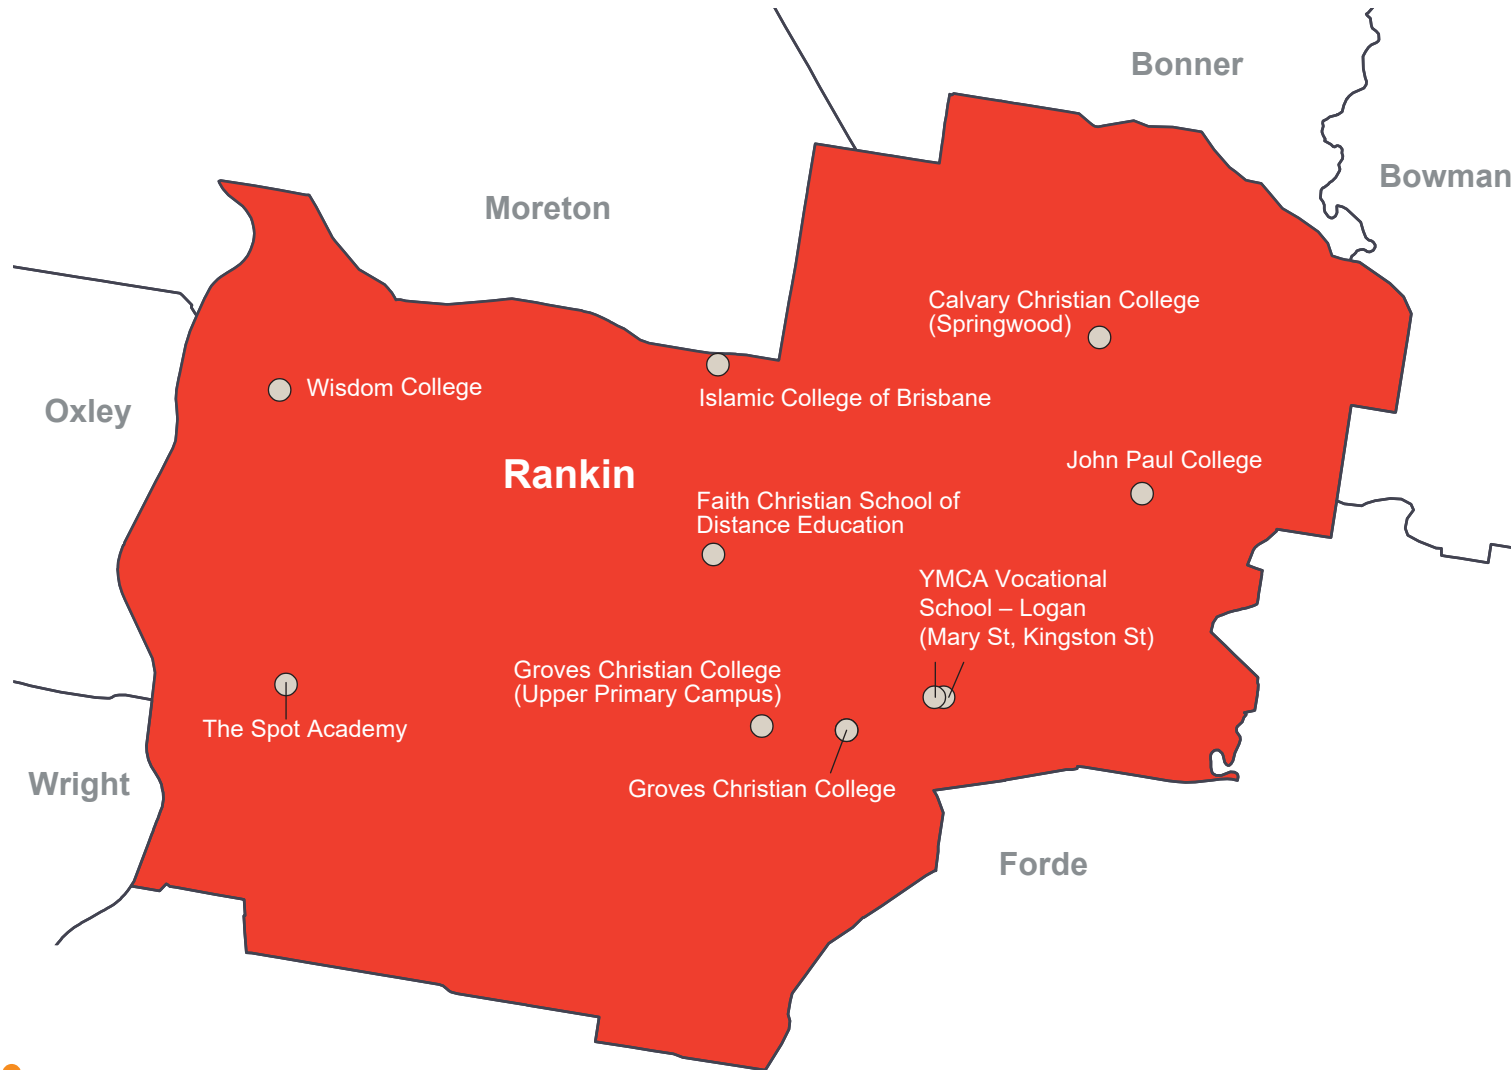 Bonner
Bowman
Moreton
Calvary Christian College
(Springwood)
Wisdom College
Islamic College of Brisbane
Oxley
John Paul College
Rankin
Faith Christian School of
Distance Education
YMCA Vocational
School – Logan
(Mary St, Kingston St)
Groves Christian College
(Upper Primary Campus)
The Spot Academy
Wright
Groves Christian College
Forde